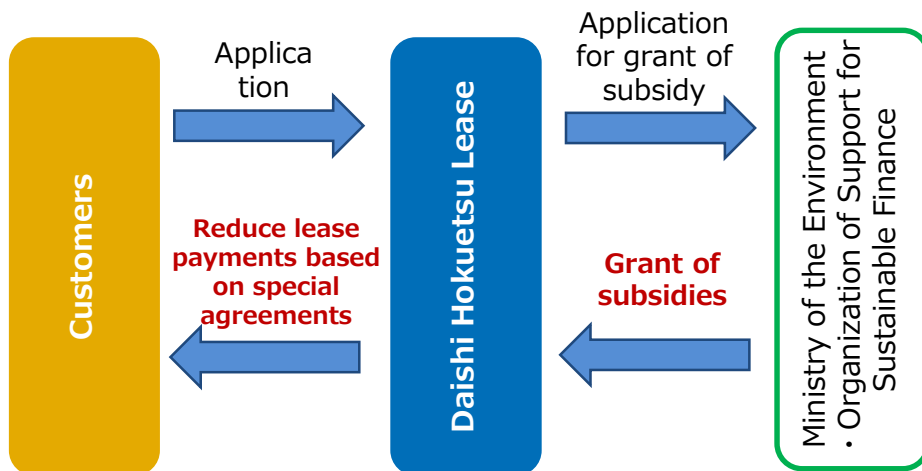 Customers
Applica
tion
Reduce lease
payments based
on special
agreements
Daishi Hokuetsu Lease
Application
for grant of
subsidy
Grant of
subsidies
Ministry of the Environment
・Organization of Support for
Sustainable Finance